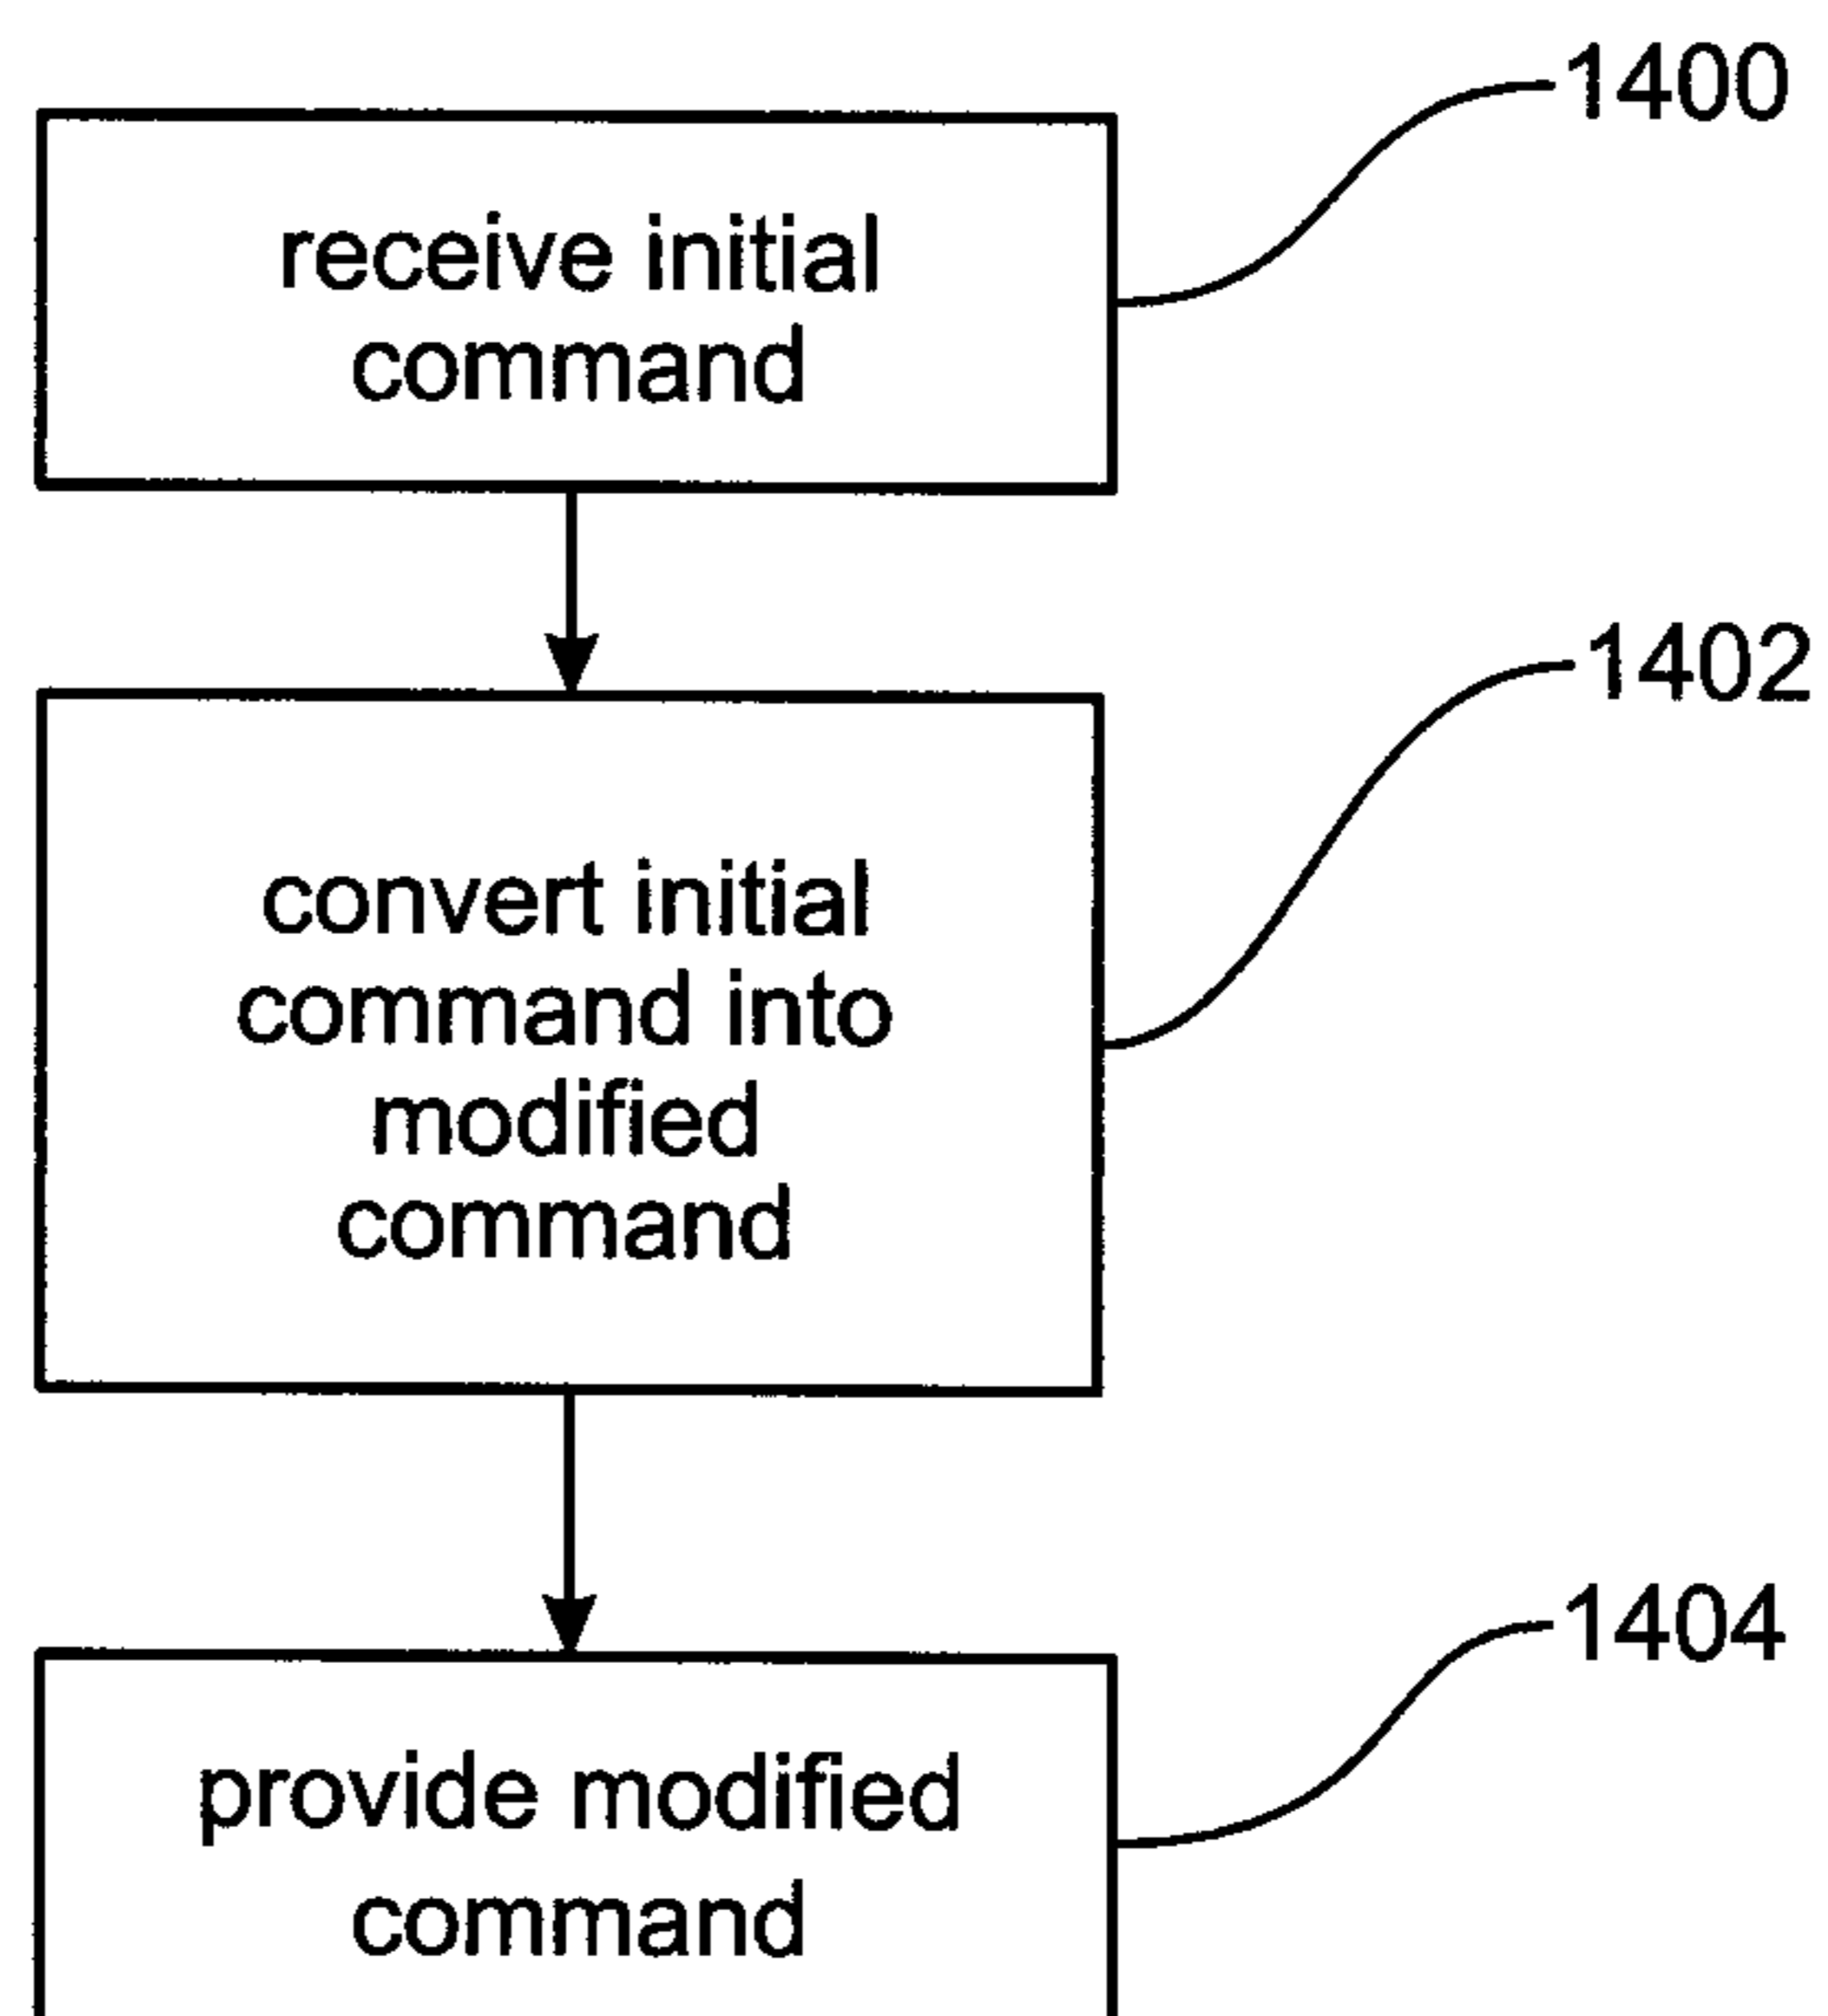 1400
receive initial
command
1402
convert initial
command into
modified
command
1404
provide modified
command